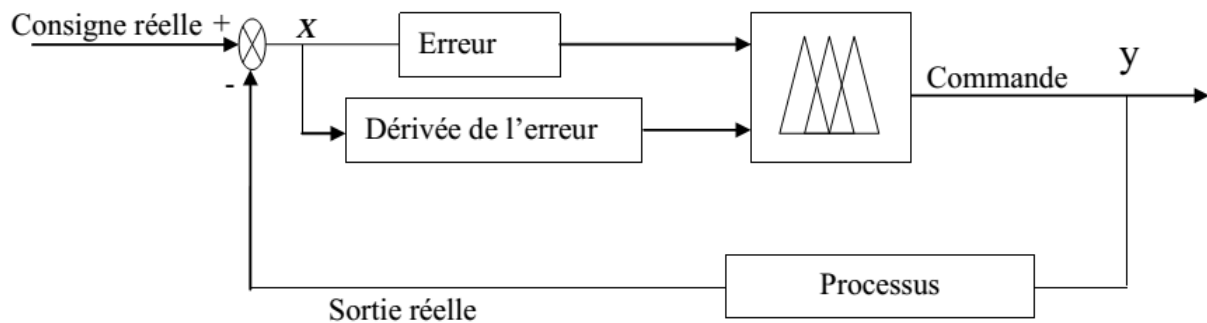 Consigne réelle +
x
Erreur
Commande
y
-
Dérivée de l’erreur
Processus
Sortie réelle